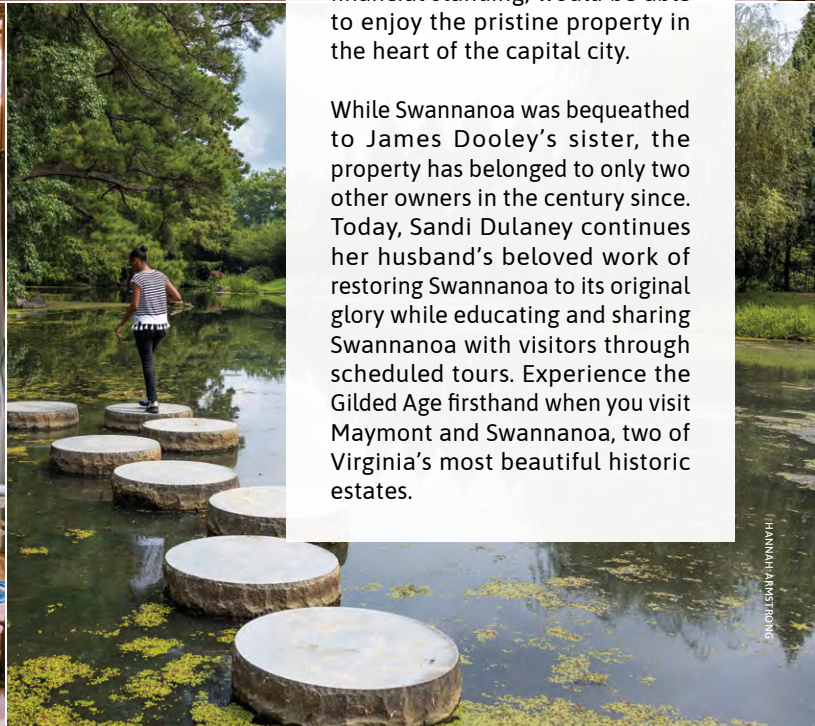 to enjoy the pristine property in
the heart of the capital city.
While Swannanoa was bequeathed
to James Dooley's sister, the
property has belonged to only two
other owners in the century since.
Today, Sandi Dulaney continues
her husband's beloved work of
restoring Swannanoa to its original
glory while educating and sharing
Swannanoa with visitors through
scheduled tours. Experience the
Gilded Age firsthand when you visit
Maymont and Swannanoa, two of
Virginia's most beautiful historic
estates.
HANNAH ARMSTRONG